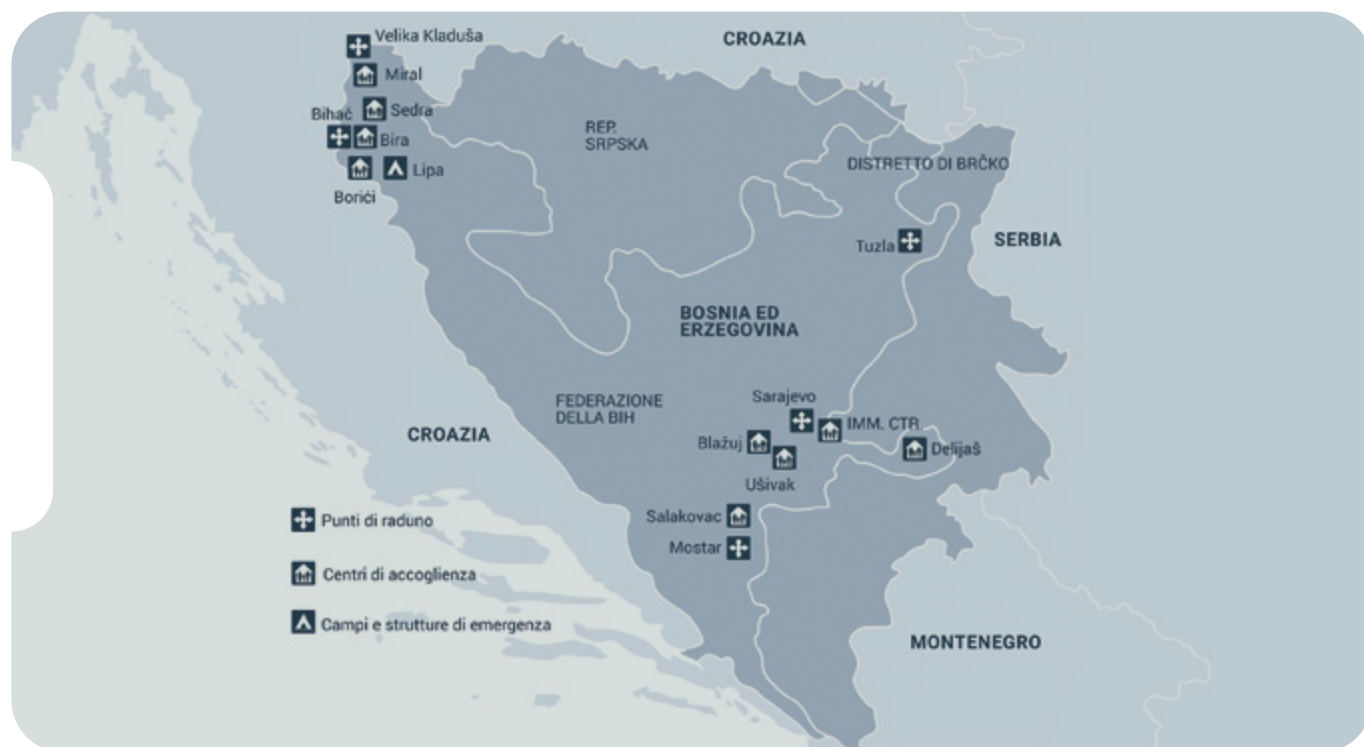 Velika Kladuša
CROAZIA
Miral
Bihać
Sedra
Bira
REP.
SRPSKA
DISTRETTO DI BRČKO
Lipa
Borići
Tuzla
SERBIA
BOSNIA ED
ERZEGOVINA
Sarajevo
FEDERAZIONE
DELLA BIH
IMM. CTR.
CROAZIA
Blažuj
Delijaš
Ušivak
Salakovac
Punti di raduno
Mostar
Centri di accoglienza
Campi e strutture di emergenza
MONTENEGRO